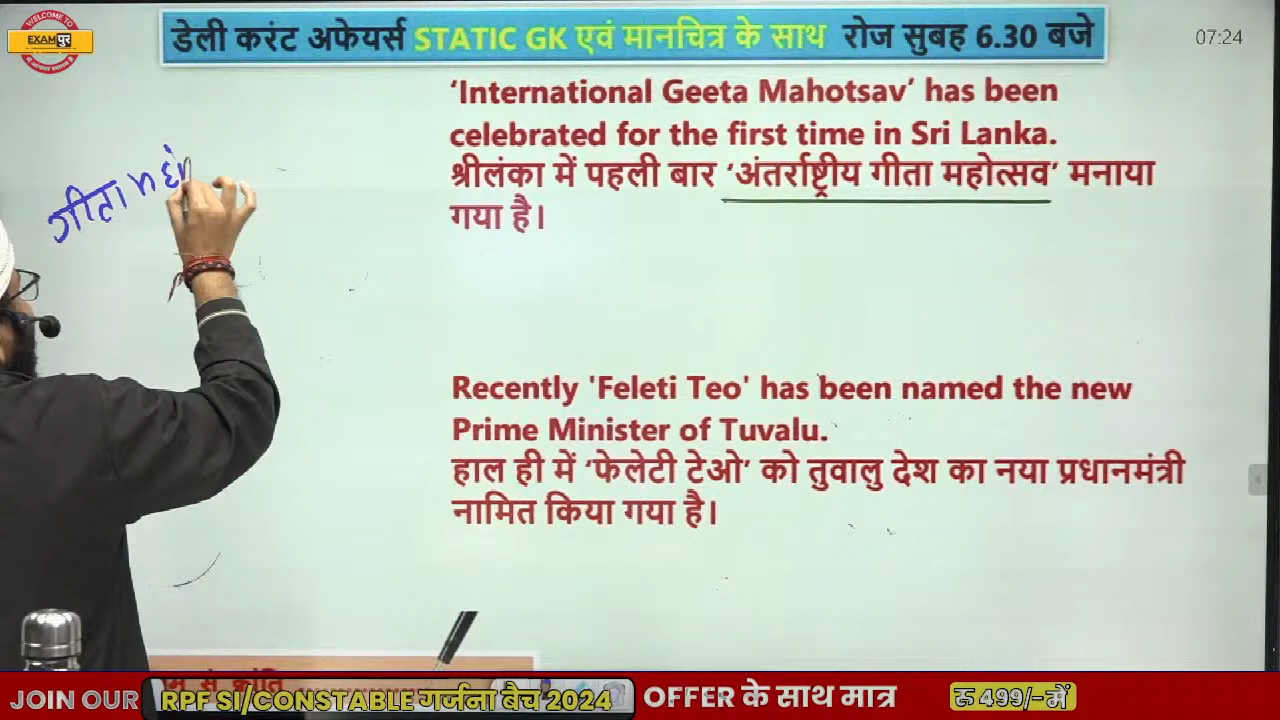 WELCOME TO
EXAMपुर
डेली करंट अफेयर्स STATIC GK एवं मानचित्र के साथ रोज सुबह 6.30 बजे
07:24
‘International Geeta Mahotsav’ has been
celebrated for the first time in Sri Lanka.
श्रीलंका में पहली बार ‘अंतर्राष्ट्रीय गीता महोत्सव’ मनाया
गया है।
गीता
Recently 'Feleti Teo' has been named the new
Prime Minister of Tuvalu.
हाल ही में ‘फेलेटी टेओ’ को तुवालु देश का नया प्रधानमंत्री
नामित किया गया है।
JOIN OUR RPF SI/CONSTABLE गर्जना बैच 2024 OFFER के साथ मात्र रु 499/- में